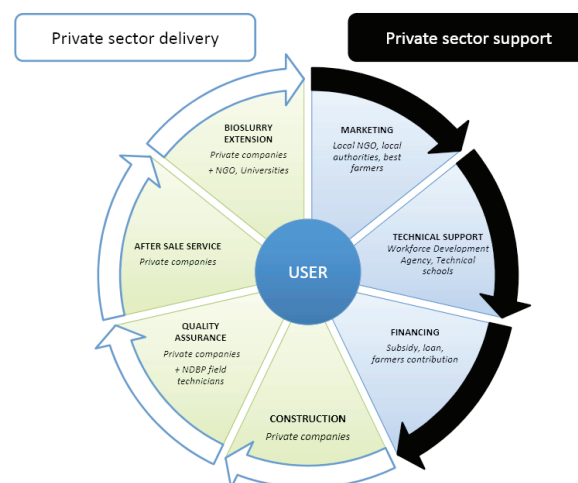 Private sector delivery
Private sector support
BIOSLURRY
EXTENSION
Private companies
+ NGO, Universities
MARKETING
Local NGO, local
authorities, best
farmers
AFTER SALE SERVICE
Private companies
USER
TECHNICAL SUPPORT
Workforce Development
Agency, Technical
schools
QUALITY
ASSURANCE
Private companies
+ NDBP field
technicians
FINANCING
Subsidy, loan,
farmers contribution
CONSTRUCTION
Private companies